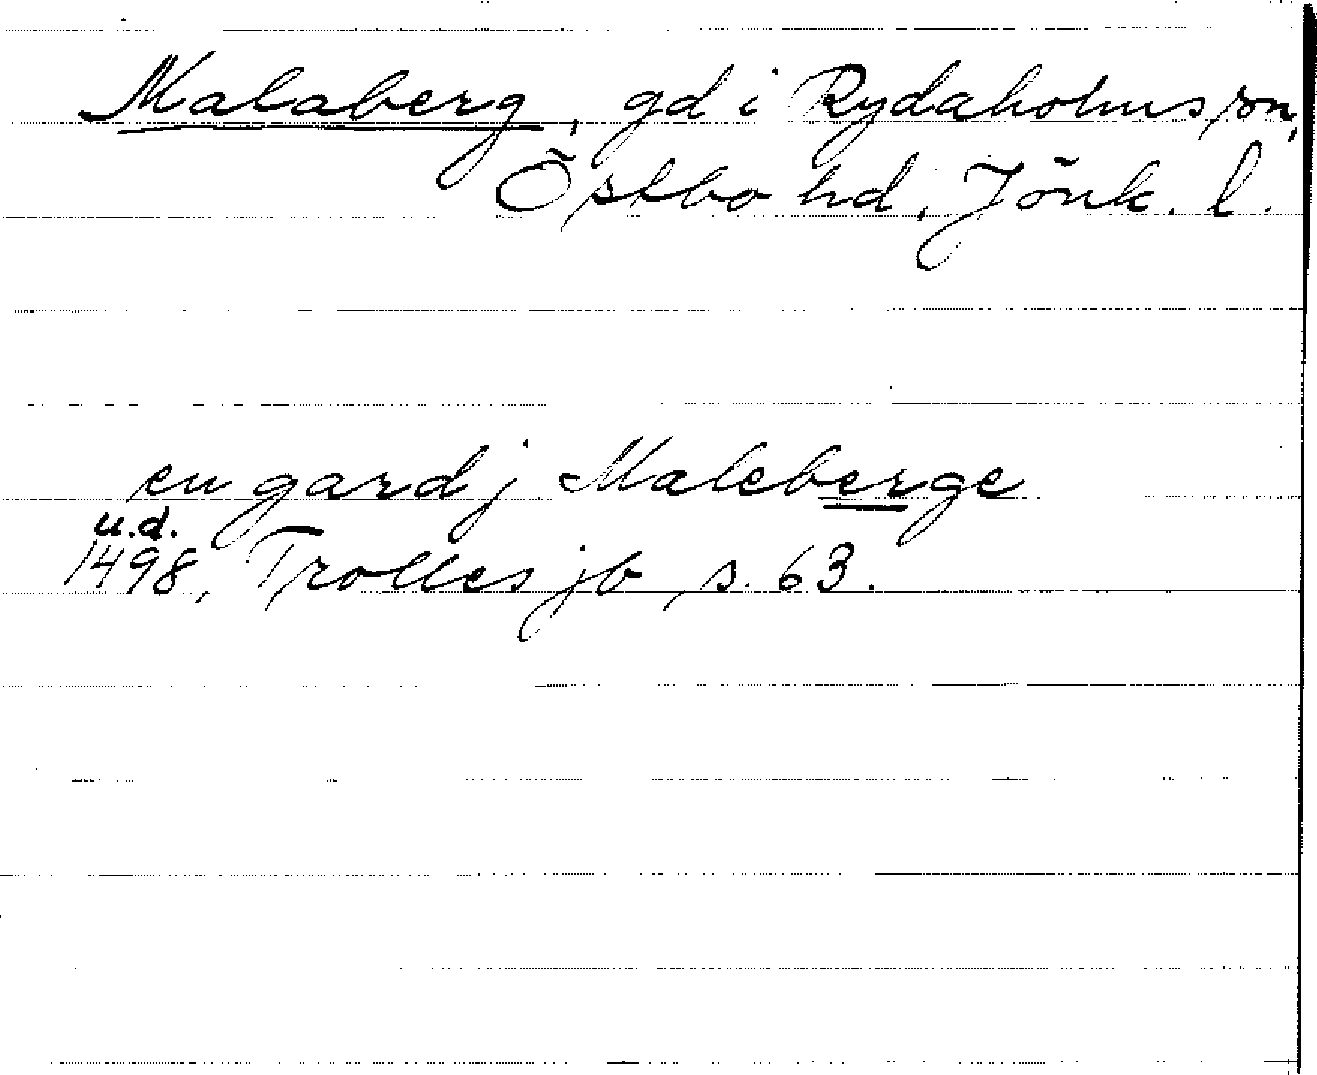 Malaberg, gd i Rydaholms sn,
Östbo hd, Jönk. l.
en gard j Maleberge
u.d.
1498, Trolles jb s. 63.